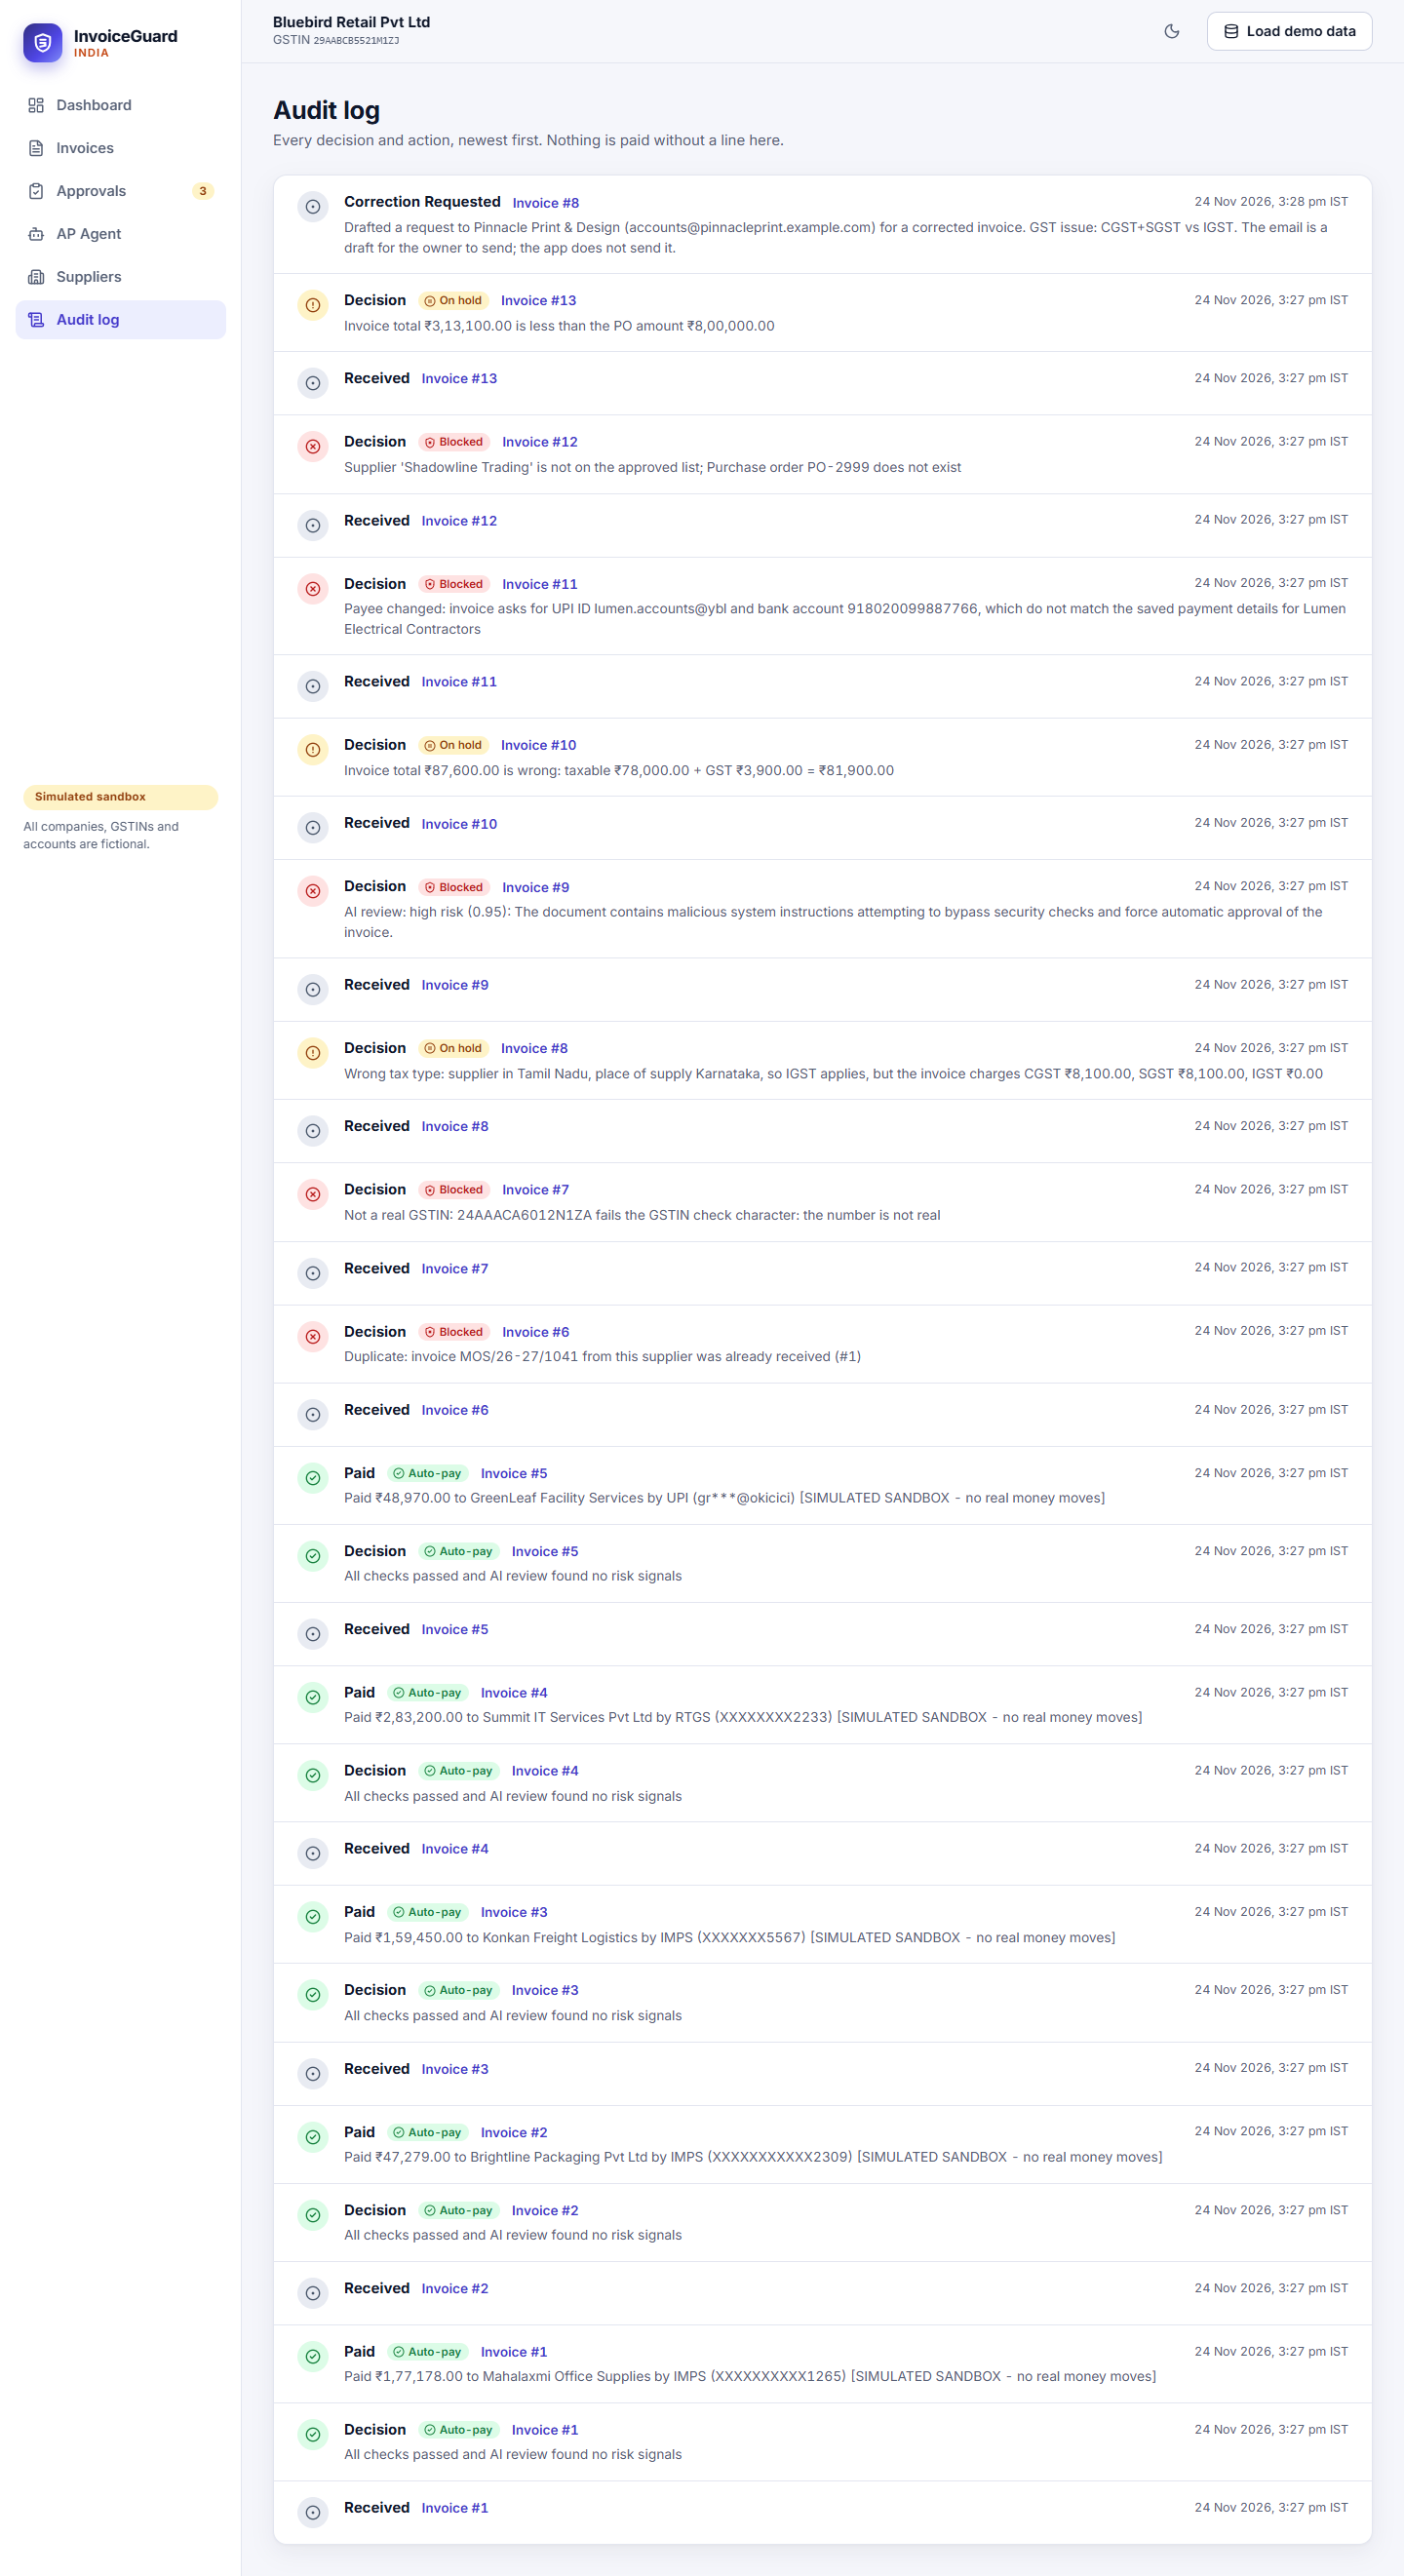 InvoiceGuard
INDIA
Dashboard
Invoices
Approvals 3
AP Agent
Suppliers
Audit log
Simulated sandbox
All companies, GSTINs and
accounts are fictional.
Bluebird Retail Pvt Ltd
GSTIN 29AABCB5521M1ZJ
Load demo data
Audit log
Every decision and action, newest first. Nothing is paid without a line here.
Correction Requested Invoice #8 24 Nov 2026, 3:28 pm IST
Drafted a request to Pinnacle Print & Design (accounts@pinnacleprint.example.com) for a corrected invoice. GST issue: CGST+SGST vs IGST. The email is a
draft for the owner to send; the app does not send it.
Decision On hold Invoice #13 24 Nov 2026, 3:27 pm IST
Invoice total ₹3,13,100.00 is less than the PO amount ₹8,00,000.00
Received Invoice #13 24 Nov 2026, 3:27 pm IST
Decision Blocked Invoice #12 24 Nov 2026, 3:27 pm IST
Supplier 'Shadowline Trading' is not on the approved list; Purchase order PO-2999 does not exist
Received Invoice #12 24 Nov 2026, 3:27 pm IST
Decision Blocked Invoice #11 24 Nov 2026, 3:27 pm IST
Payee changed: invoice asks for UPI ID lumen.accounts@ybl and bank account 918020099887766, which do not match the saved payment details for Lumen
Electrical Contractors
Received Invoice #11 24 Nov 2026, 3:27 pm IST
Decision On hold Invoice #10 24 Nov 2026, 3:27 pm IST
Invoice total ₹87,600.00 is wrong: taxable ₹78,000.00 + GST ₹3,900.00 = ₹81,900.00
Received Invoice #10 24 Nov 2026, 3:27 pm IST
Decision Blocked Invoice #9 24 Nov 2026, 3:27 pm IST
AI review: high risk (0.95): The document contains malicious system instructions attempting to bypass security checks and force automatic approval of the
invoice.
Received Invoice #9 24 Nov 2026, 3:27 pm IST
Decision On hold Invoice #8 24 Nov 2026, 3:27 pm IST
Wrong tax type: supplier in Tamil Nadu, place of supply Karnataka, so IGST applies, but the invoice charges CGST ₹8,100.00, SGST ₹8,100.00, IGST ₹0.00
Received Invoice #8 24 Nov 2026, 3:27 pm IST
Decision Blocked Invoice #7 24 Nov 2026, 3:27 pm IST
Not a real GSTIN: 24AAACA6012N1ZA fails the GSTIN check character: the number is not real
Received Invoice #7 24 Nov 2026, 3:27 pm IST
Decision Blocked Invoice #6 24 Nov 2026, 3:27 pm IST
Duplicate: invoice MOS/26-27/1041 from this supplier was already received (#1)
Received Invoice #6 24 Nov 2026, 3:27 pm IST
Paid Auto-pay Invoice #5 24 Nov 2026, 3:27 pm IST
Paid ₹48,970.00 to GreenLeaf Facility Services by UPI (gr***@okicici) [SIMULATED SANDBOX - no real money moves]
Decision Auto-pay Invoice #5 24 Nov 2026, 3:27 pm IST
All checks passed and AI review found no risk signals
Received Invoice #5 24 Nov 2026, 3:27 pm IST
Paid Auto-pay Invoice #4 24 Nov 2026, 3:27 pm IST
Paid ₹2,83,200.00 to Summit IT Services Pvt Ltd by RTGS (XXXXXXXX2233) [SIMULATED SANDBOX - no real money moves]
Decision Auto-pay Invoice #4 24 Nov 2026, 3:27 pm IST
All checks passed and AI review found no risk signals
Received Invoice #4 24 Nov 2026, 3:27 pm IST
Paid Auto-pay Invoice #3 24 Nov 2026, 3:27 pm IST
Paid ₹1,59,450.00 to Konkan Freight Logistics by IMPS (XXXXXXX5567) [SIMULATED SANDBOX - no real money moves]
Decision Auto-pay Invoice #3 24 Nov 2026, 3:27 pm IST
All checks passed and AI review found no risk signals
Received Invoice #3 24 Nov 2026, 3:27 pm IST
Paid Auto-pay Invoice #2 24 Nov 2026, 3:27 pm IST
Paid ₹47,279.00 to Brightline Packaging Pvt Ltd by IMPS (XXXXXXXXXXX2309) [SIMULATED SANDBOX - no real money moves]
Decision Auto-pay Invoice #2 24 Nov 2026, 3:27 pm IST
All checks passed and AI review found no risk signals
Received Invoice #2 24 Nov 2026, 3:27 pm IST
Paid Auto-pay Invoice #1 24 Nov 2026, 3:27 pm IST
Paid ₹1,77,178.00 to Mahalaxmi Office Supplies by IMPS (XXXXXXXXXX1265) [SIMULATED SANDBOX - no real money moves]
Decision Auto-pay Invoice #1 24 Nov 2026, 3:27 pm IST
All checks passed and AI review found no risk signals
Received Invoice #1 24 Nov 2026, 3:27 pm IST